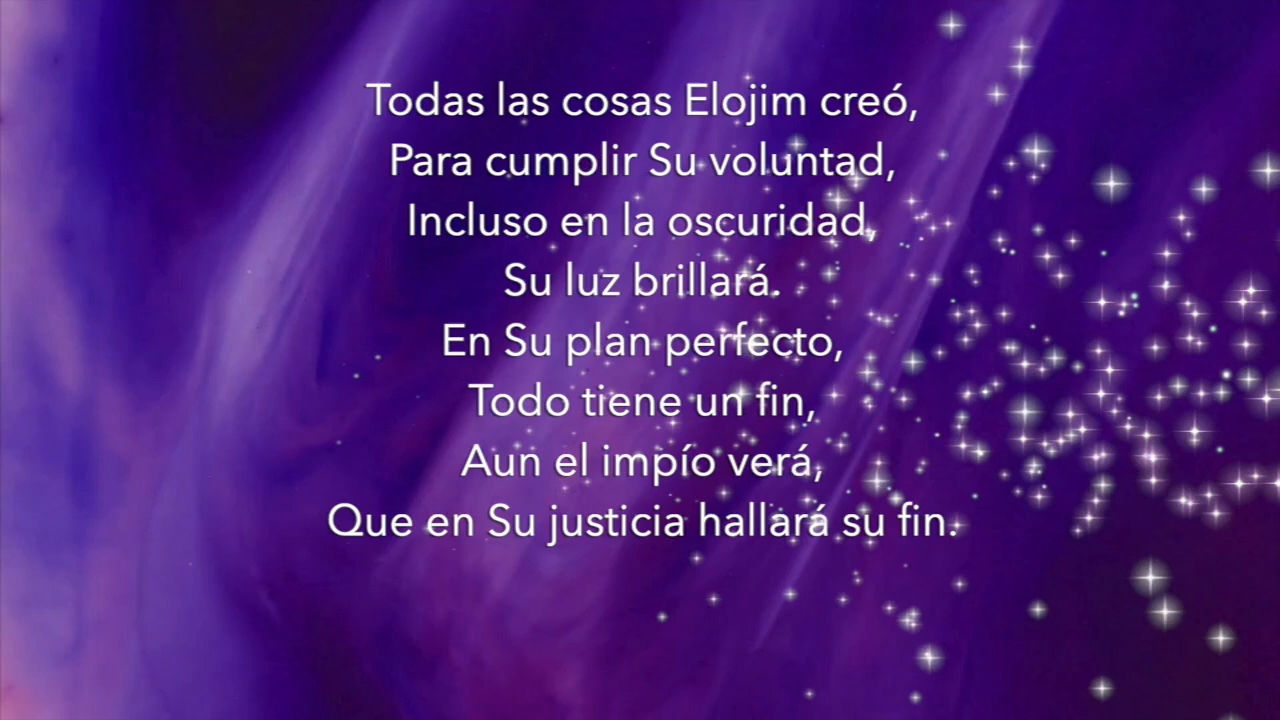 Todas las cosas Elojim creó,
Para cumplir Su voluntad,
Incluso en la oscuridad,
Su luz brillará.
En Su plan perfecto,
Todo tiene un fin,
Aun el impío verá,
Que en Su justicia hallará su fin.